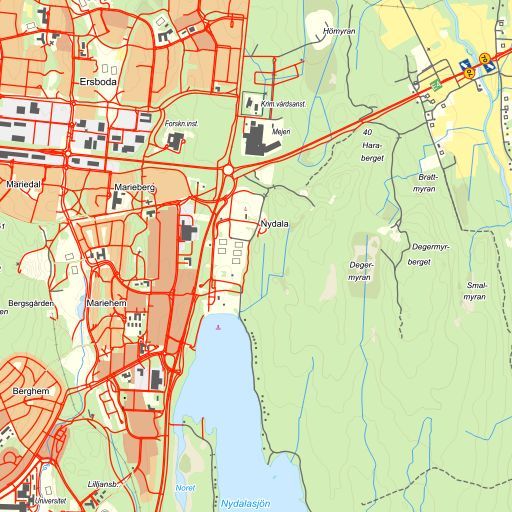 Hömyran
Ersboda
Krim.vårdsanst.
Forskn.inst.
Mejen
40
Hara-
berget
Mariedal
Marieberg
Bratt-
myran
Nydala
Degermyr-
berget
Deger-
myran
Smal-
myran
Bergsgården
Mariehem
Berghem
Lilljansb.
Universitet
Noret
Nydalasjön